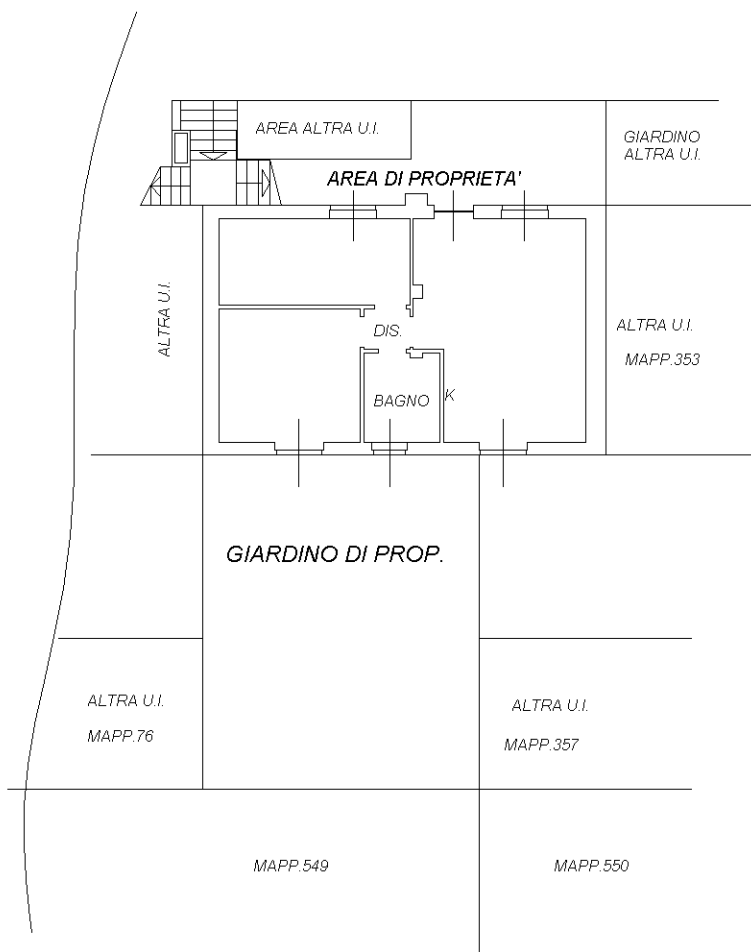 AREA ALTRA U.I.
GIARDINO
ALTRA U.I.
AREA DI PROPRIETA'
ALTRA U.I.
DIS.
ALTRA U.I.
MAPP.353
BAGNO
K
GIARDINO DI PROP.
ALTRA U.I.
MAPP.76
ALTRA U.I.
MAPP.357
MAPP.549
MAPP.550